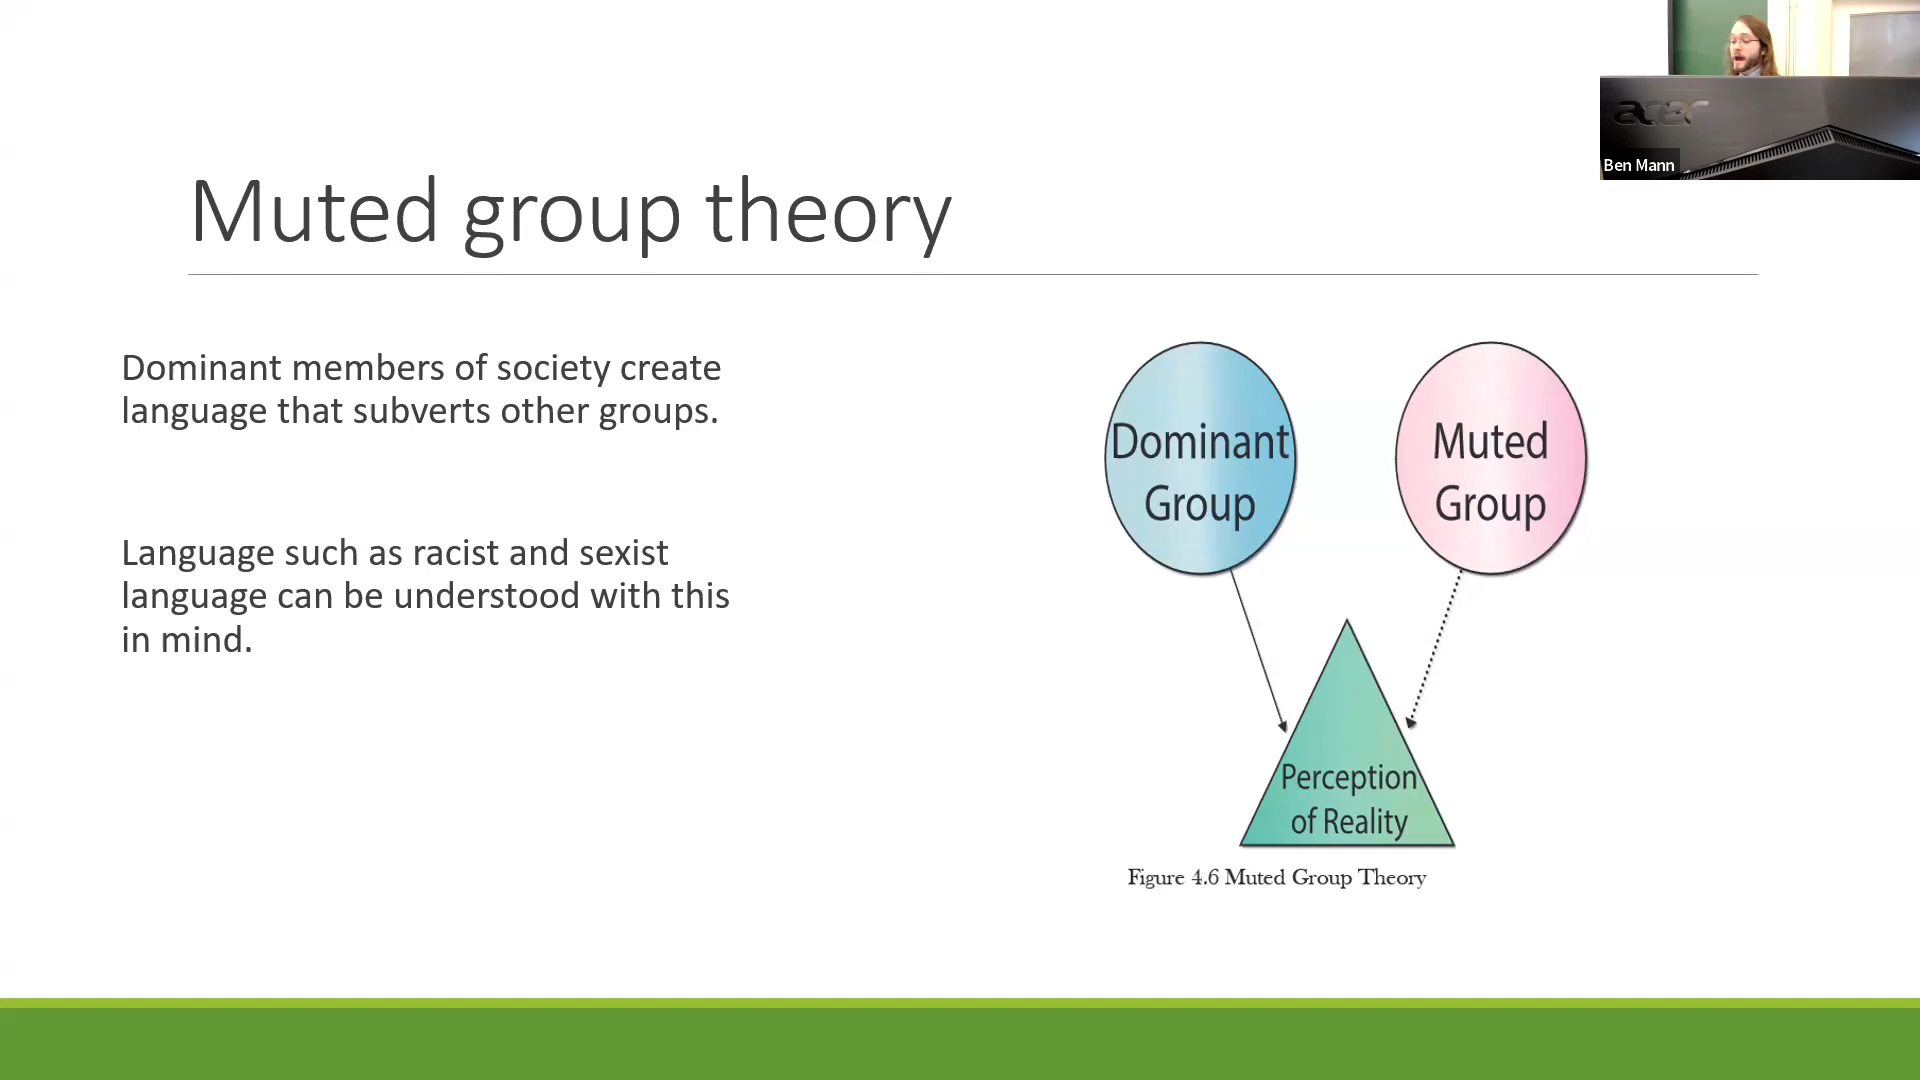 acer
Ben Mann
Muted group theory
Dominant members of society create
language that subverts other groups.
Language such as racist and sexist
language can be understood with this
in mind.
Dominant
Group
Muted
Group
Perception
of Reality
Figure 4.6 Muted Group Theory